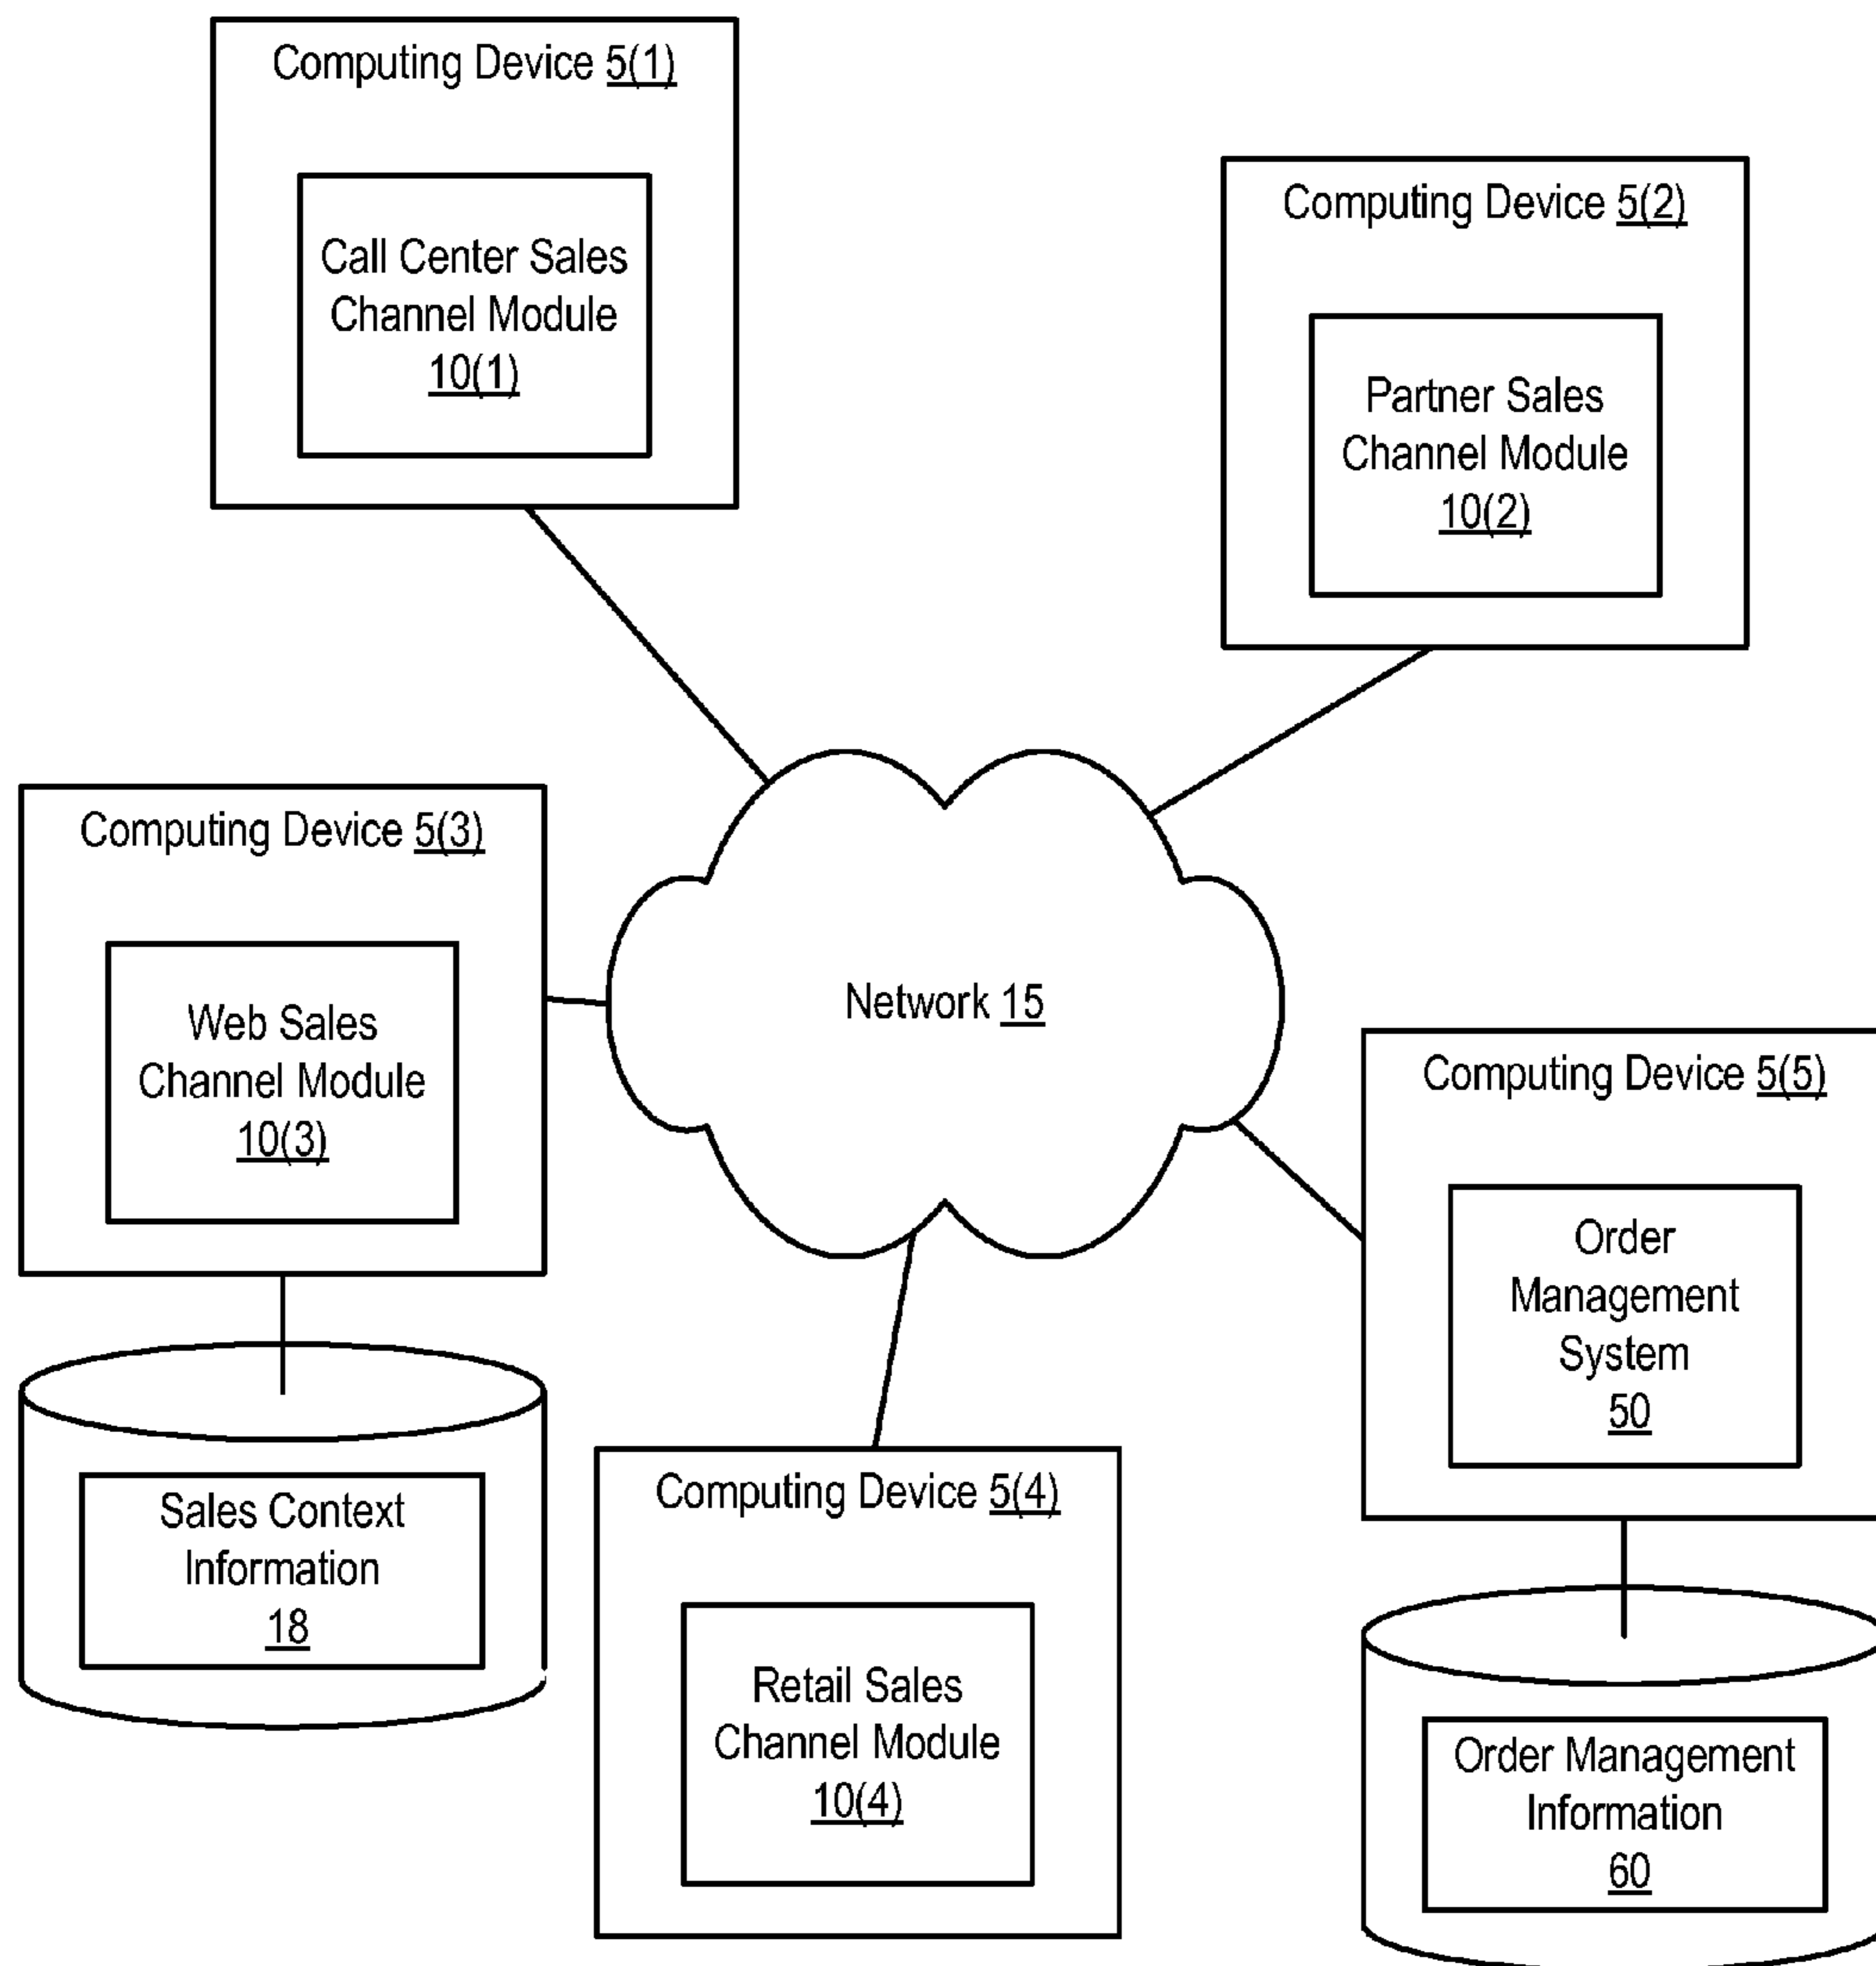 Computing Device 5(1)
Call Center Sales
Channel Module
10(1)
Computing Device 5(2)
Partner Sales
Channel Module
10(2)
Computing Device 5(3)
Web Sales
Channel Module
10(3)
Network 15
Computing Device 5(5)
Order
Management
System
50
Sales Context
Information
18
Computing Device 5(4)
Retail Sales
Channel Module
10(4)
Order Management
Information
60